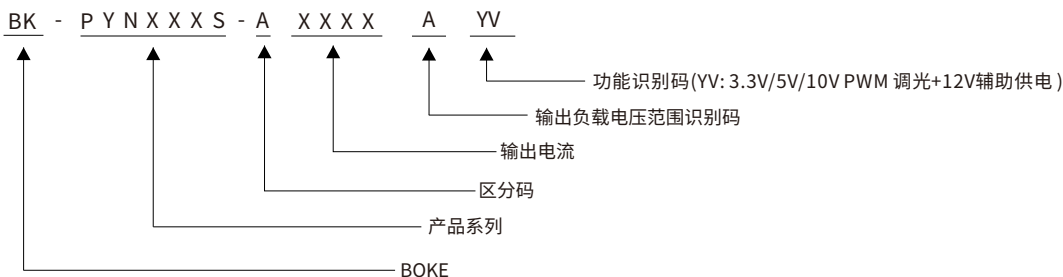 BK - PYNXXXS - A XXXX A YV
功能识别码(YV: 3.3V/5V/10V PWM 调光+12V辅助供电)
输出负载电压范围识别码
输出电流
区分码
产品系列
BOKE